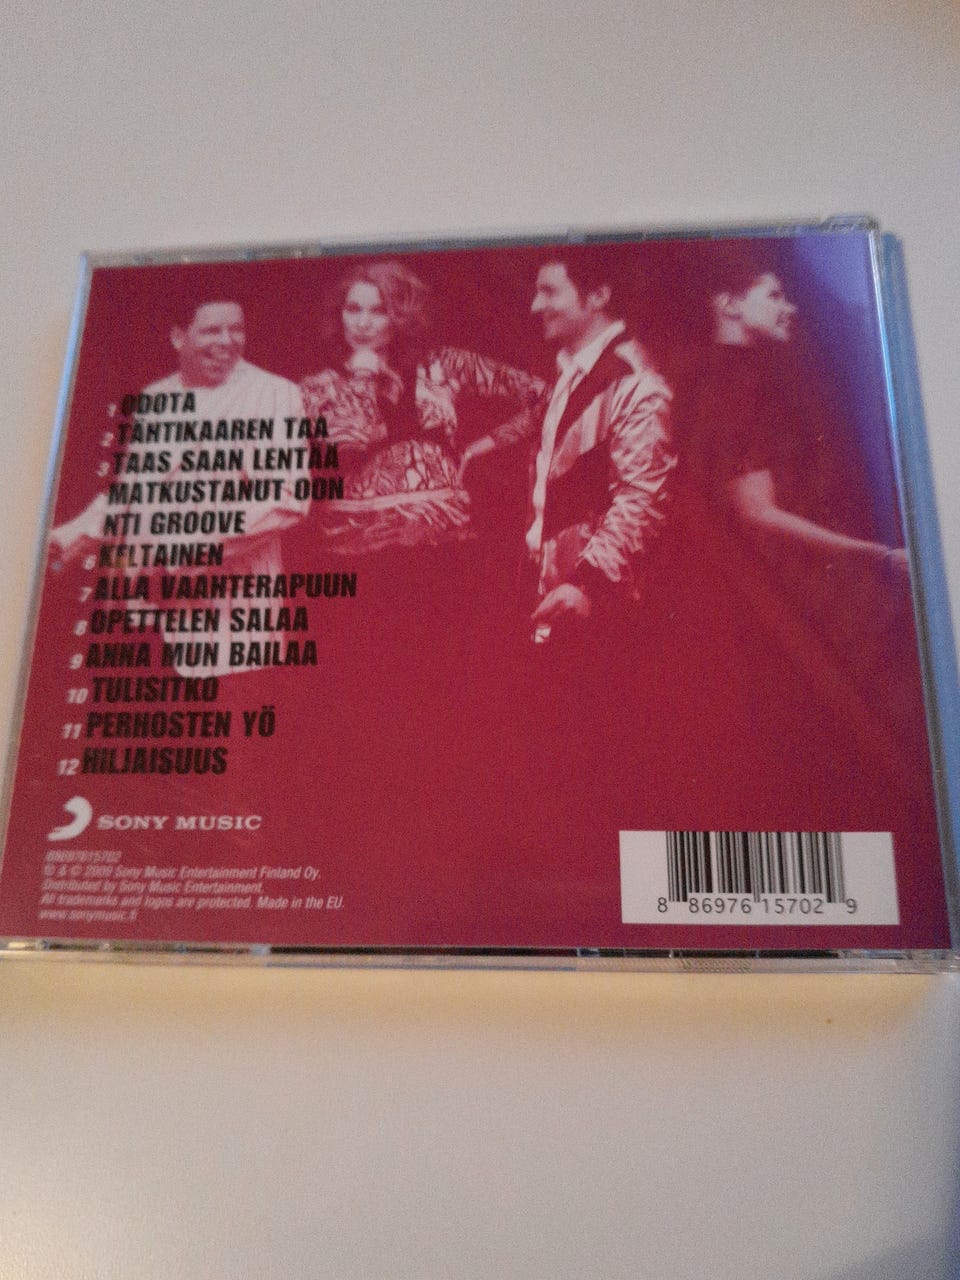 1 ODOTA
2 TÄHTIKAAREN TAA
3 TAAS SAAN LENTÄÄ
MATKUSTANUT OON
NTI GROOVE
6 KELTAINEN
7 ALLA VAAHTERAPUUN
8 OPETTELEN SALAA
9 ANNA MUN BAILAA
10 TULISITKO
11 PERHOSTEN YÖ
12 HILJAISUUS
SONY MUSIC
88697615702
℗ & © 2009 Sony Music Entertainment Finland Oy.
Distributed by Sony Music Entertainment.
All trademarks and logos are protected. Made in the EU.
www.sonymusic.fi
8 86976 15702 9